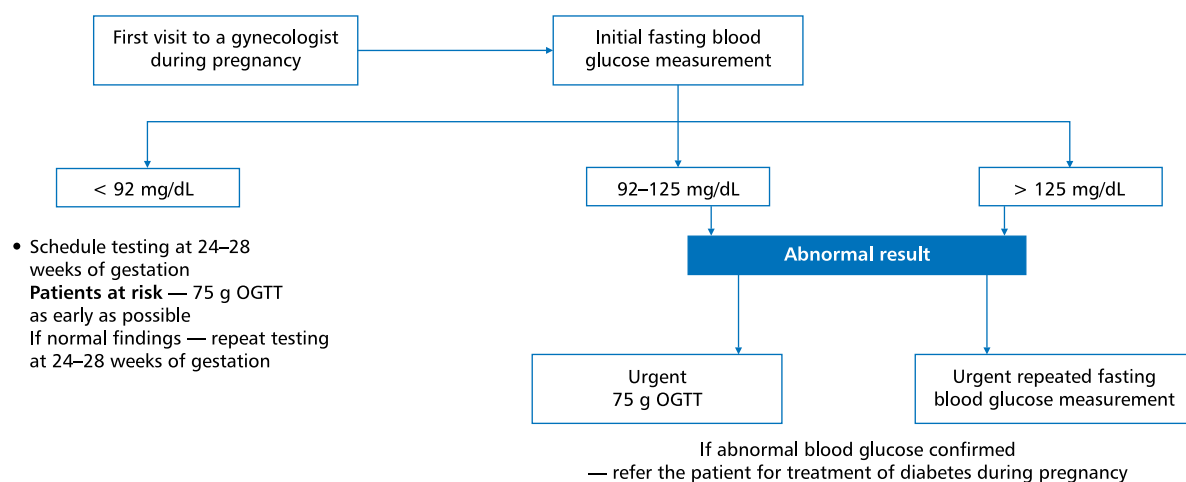 First visit to a gynecologist
during pregnancy
Initial fasting blood
glucose measurement
< 92 mg/dL
92–125 mg/dL
> 125 mg/dL
• Schedule testing at 24–28
weeks of gestation
Patients at risk — 75 g OGTT
as early as possible
If normal findings — repeat testing
at 24–28 weeks of gestation
Abnormal result
Urgent
75 g OGTT
Urgent repeated fasting
blood glucose measurement
If abnormal blood glucose confirmed
— refer the patient for treatment of diabetes during pregnancy